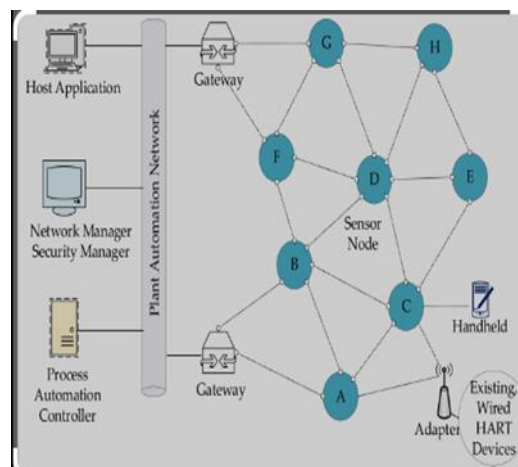 Host Application
Network Manager
Security Manager
Process
Automation
Controller
Plant Automation Network
Gateway
Gateway
G
H
F
D
E
Sensor
Node
B
C
A
Handheld
Adapter
Existing,
Wired
HART
Devices